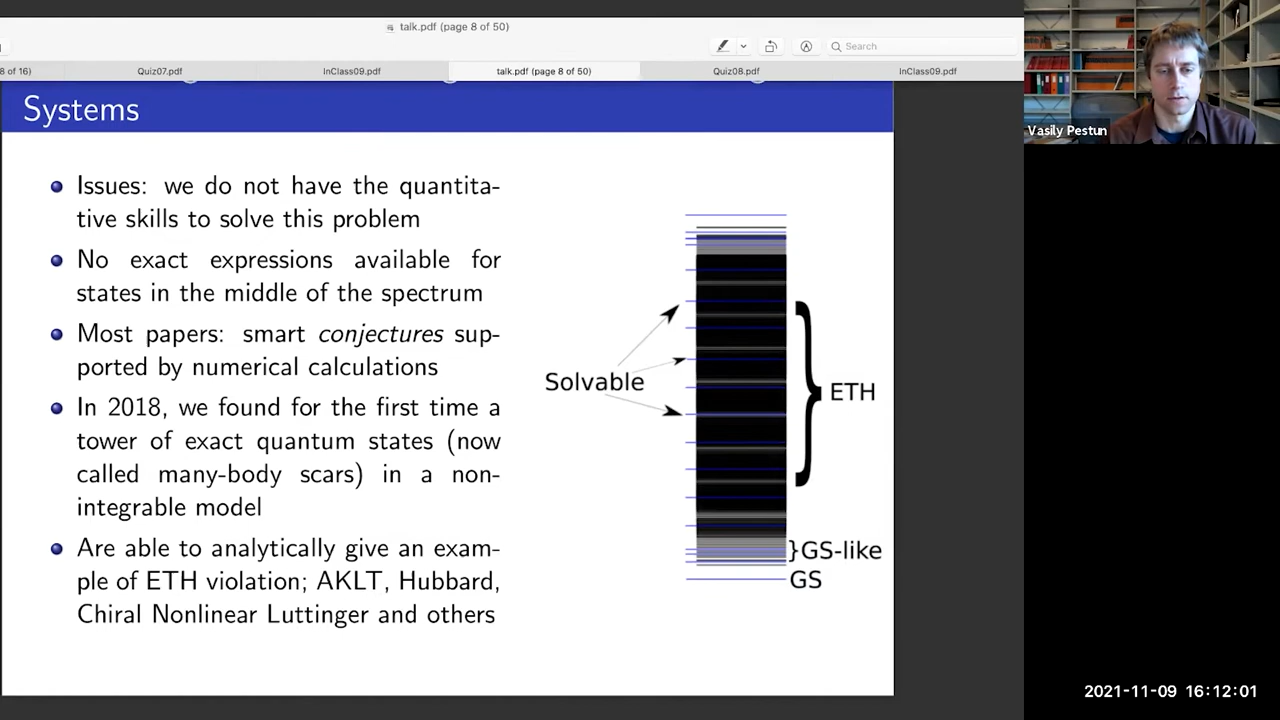 talk.pdf (page 8 of 50)
Search
8 of 16)
Quiz07.pdf
InClass09.pdf
talk.pdf (page 8 of 50)
Quiz08.pdf
InClass09.pdf
Systems
Issues: we do not have the quantita-
tive skills to solve this problem
No exact expressions available for
states in the middle of the spectrum
Most papers: smart conjectures sup-
ported by numerical calculations
In 2018, we found for the first time a
tower of exact quantum states (now
called many-body scars) in a non-
integrable model
Are able to analytically give an exam-
ple of ETH violation; AKLT, Hubbard,
Chiral Nonlinear Luttinger and others
Solvable
ETH
}GS-like
GS
Vasily Pestun
2021-11-09 16:12:01